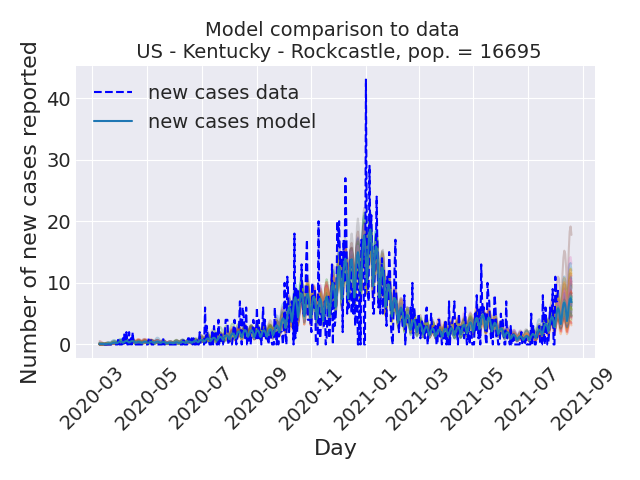 Model comparison to data
US - Kentucky - Rockcastle, pop. = 16695
Number of new cases reported
40
30
20
10
0
new cases data
new cases model
2020-03
2020-05
2020-07
2020-09
2020-11
2021-01
2021-03
2021-05
2021-07
2021-09
Day